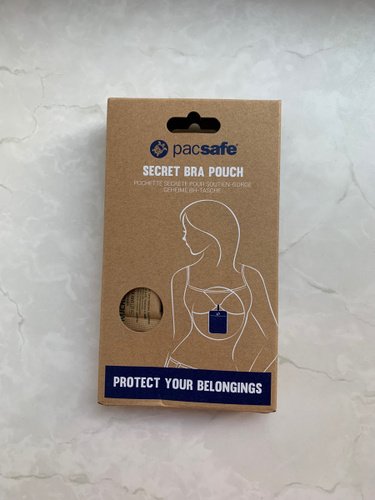 pacsafe
SECRET BRA POUCH
POCHETTE SECRÈTE POUR SOUTIEN-GORGE
GEHEIME BH-TASCHE
PROTECT YOUR BELONGINGS